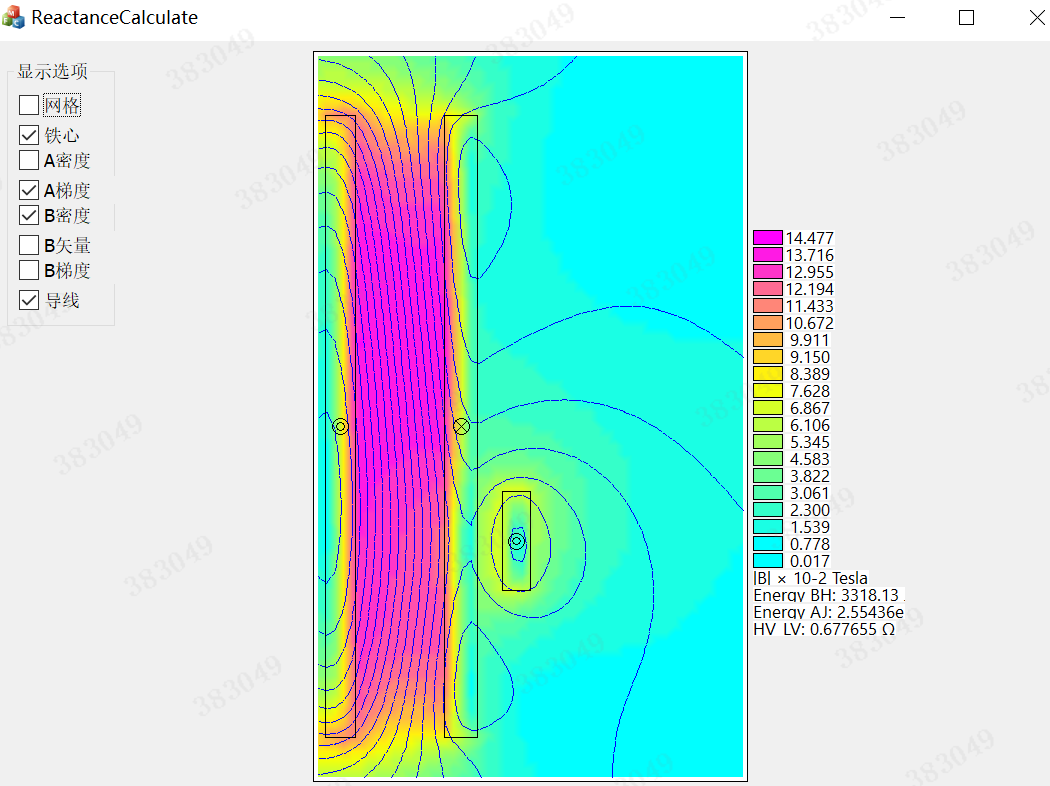 ReactanceCalculate
显示选项
网格
铁心
A密度
A梯度
B密度
B矢量
B梯度
导线
14.477
13.716
12.955
12.194
11.433
10.672
9.911
9.150
8.389
7.628
6.867
6.106
5.345
4.583
3.822
3.061
2.300
1.539
0.778
0.017
|B| × 10-2 Tesla
Energy BH: 3318.13 .
Energy AJ: 2.55436e
HV_LV: 0.677655 Ω
383049